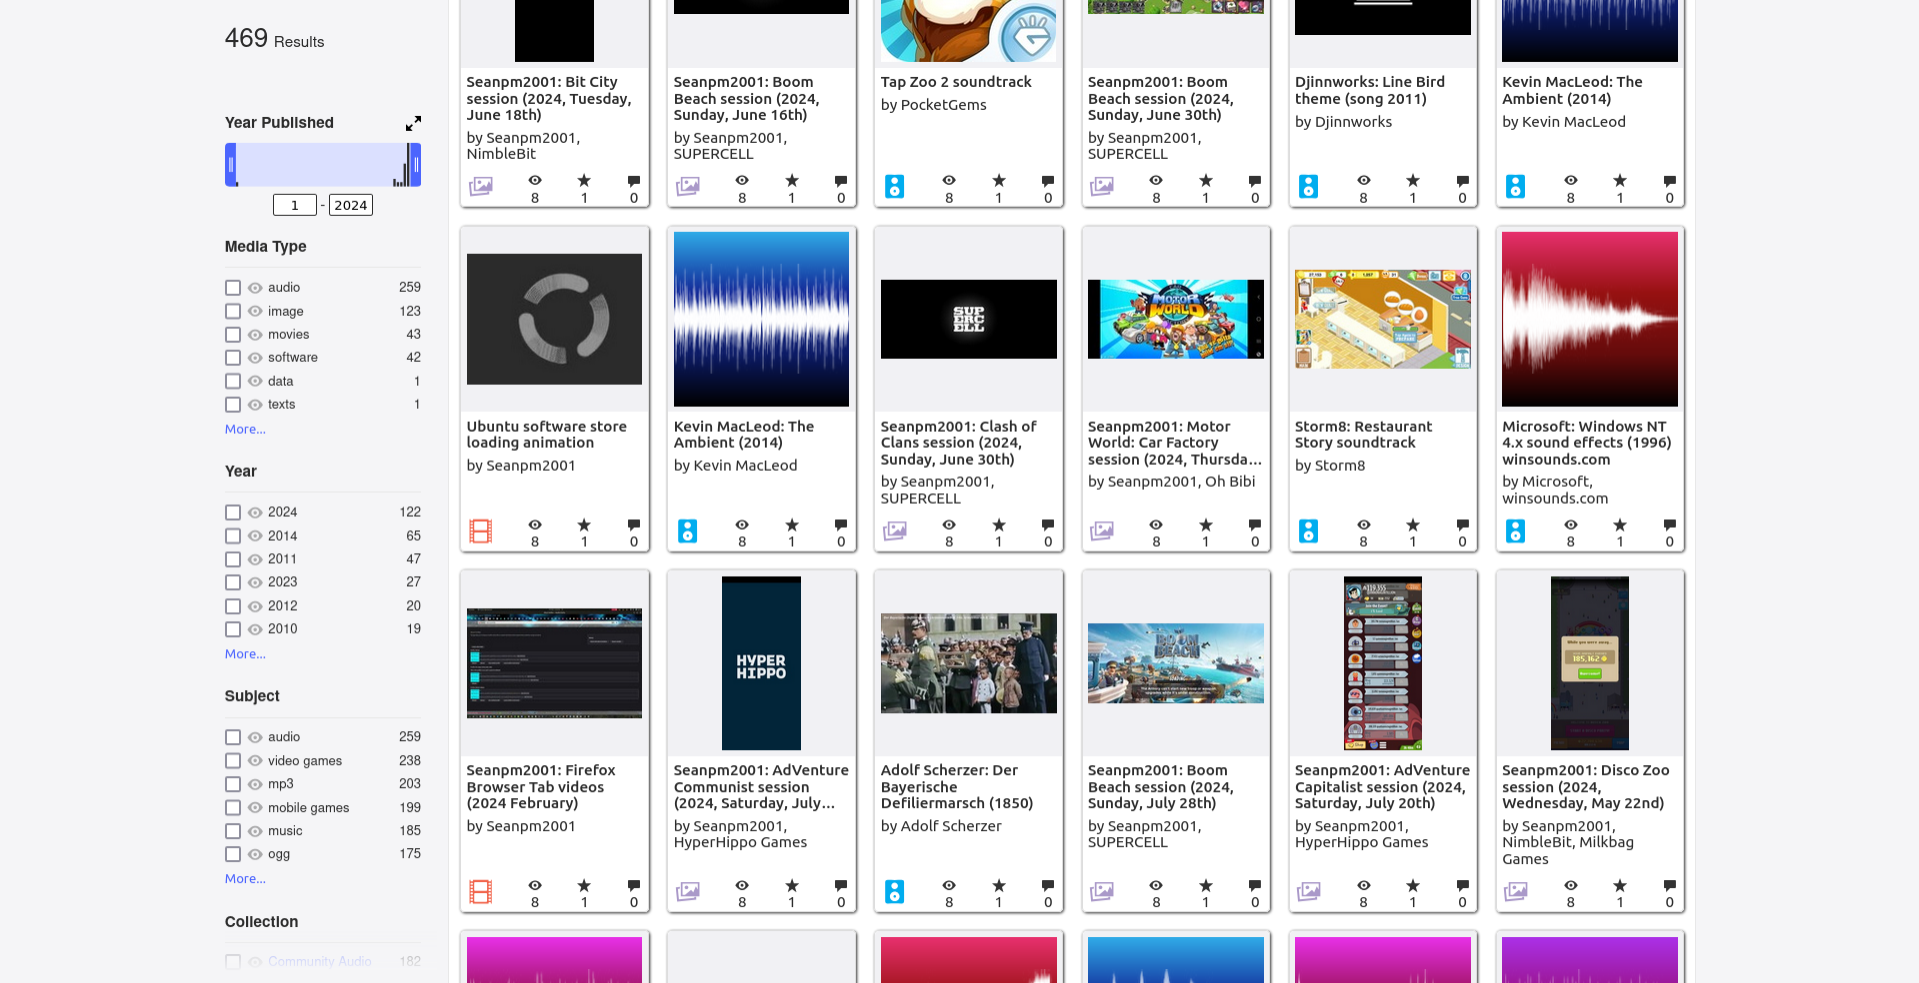 469 Results
Year Published
1 - 2024
Media Type
audio 259
image 123
movies 43
software 42
data 1
texts 1
More...
Year
2024 122
2014 65
2011 47
2023 27
2012 20
2010 19
More...
Subject
audio 259
video games 238
mp3 203
mobile games 199
music 185
ogg 175
More...
Collection
Community Audio 182
Seanpm2001: Bit City
session (2024, Tuesday,
June 18th)
by Seanpm2001,
NimbleBit
8 1 0
Seanpm2001: Boom
Beach session (2024,
Sunday, June 16th)
by Seanpm2001,
SUPERCELL
8 1 0
Tap Zoo 2 soundtrack
by PocketGems
8 1 0
Seanpm2001: Boom
Beach session (2024,
Sunday, June 30th)
by Seanpm2001,
SUPERCELL
8 1 0
Djinnworks: Line Bird
theme (song 2011)
by Djinnworks
8 1 0
Kevin MacLeod: The
Ambient (2014)
by Kevin MacLeod
8 1 0
Ubuntu software store
loading animation
by Seanpm2001
8 1 0
Kevin MacLeod: The
Ambient (2014)
by Kevin MacLeod
8 1 0
SUP
ERC
ELL
Seanpm2001: Clash of
Clans session (2024,
Sunday, June 30th)
by Seanpm2001,
SUPERCELL
8 1 0
MOTOR
WORLD
Seanpm2001: Motor
World: Car Factory
session (2024, Thursda...
by Seanpm2001, Oh Bibi
8 1 0
Storm8: Restaurant
Story soundtrack
by Storm8
8 1 0
Microsoft: Windows NT
4.x sound effects (1996)
winsounds.com
by Microsoft,
winsounds.com
8 1 0
Seanpm2001: Firefox
Browser Tab videos
(2024 February)
by Seanpm2001
8 1 0
HYPER
HIPPO
Seanpm2001: AdVenture
Communist session
(2024, Saturday, July...
by Seanpm2001,
HyperHippo Games
8 1 0
Adolf Scherzer: Der
Bayerische
Defiliermarsch (1850)
by Adolf Scherzer
8 1 0
BOOM
BEACH
Seanpm2001: Boom
Beach session (2024,
Sunday, July 28th)
by Seanpm2001,
SUPERCELL
8 1 0
Seanpm2001: AdVenture
Capitalist session (2024,
Saturday, July 20th)
by Seanpm2001,
HyperHippo Games
8 1 0
While you were away...
185,162
Seanpm2001: Disco Zoo
session (2024,
Wednesday, May 22nd)
by Seanpm2001,
NimbleBit, Milkbag
Games
8 1 0